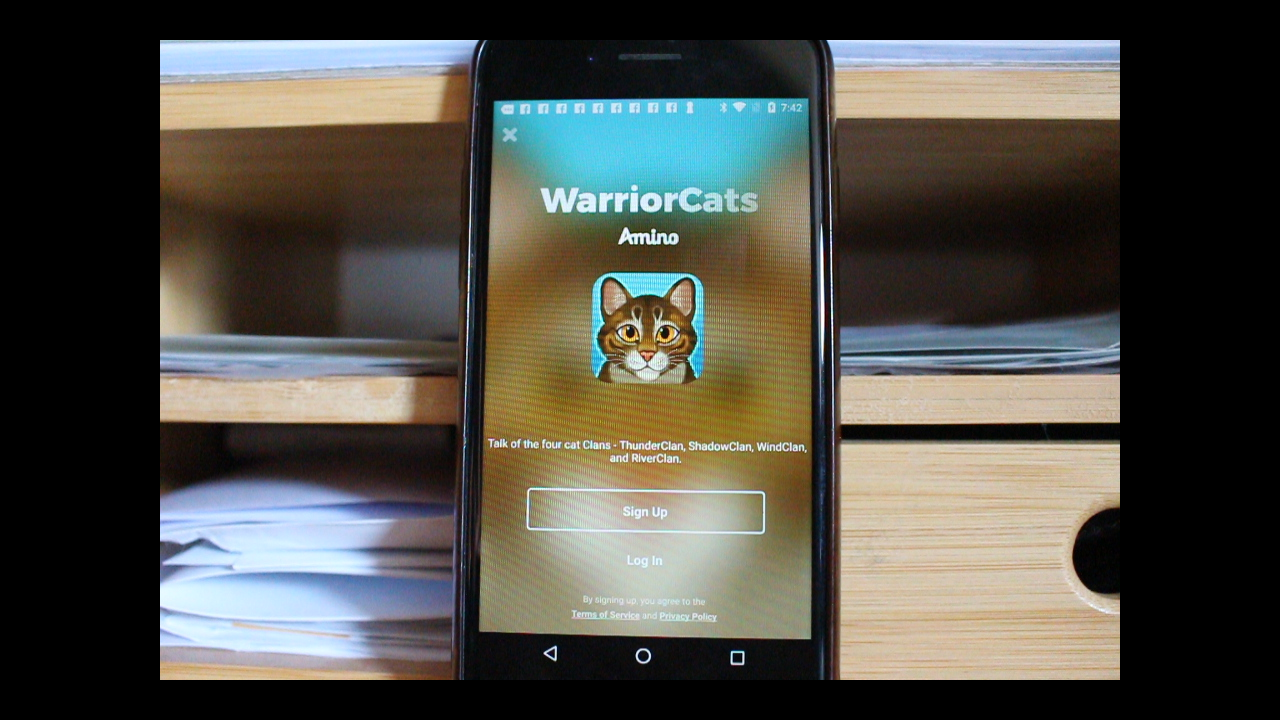 7:42
WarriorCats
Amino
Talk of the four cat Clans - ThunderClan, ShadowClan, WindClan,
and RiverClan.
Sign Up
Log In
By signing up, you agree to the
Terms of Service and Privacy Policy